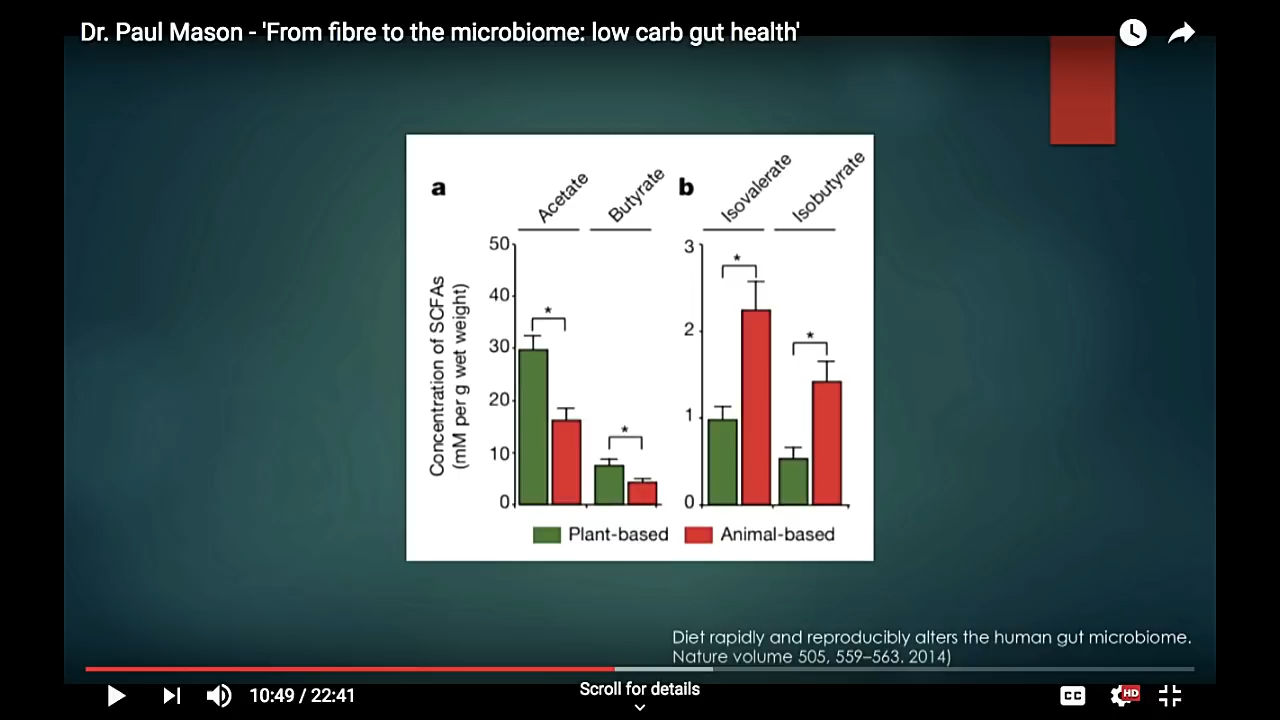 Dr. Paul Mason - 'From fibre to the microbiome: low carb gut health'
a
Acetate
Butyrate
b
Isovalerate
Isobutyrate
Concentration of SCFAs
(mM per g wet weight)
50
40
30
20
10
0
*
*
3
2
1
0
*
*
Plant-based
Animal-based
Diet rapidly and reproducibly alters the human gut microbiome.
Nature volume 505, 559–563. 2014)
10:49 / 22:41
Scroll for details
CC
HD